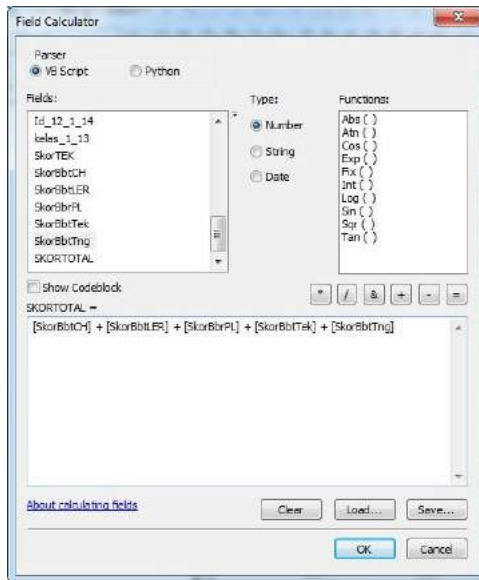 Field Calculator
Parser
VB Script
Python
Fields:
Type:
Functions:
Id_12_1_14
kelas_1_13
SkorTEK
SkorBbtCH
SkorBbtLER
SkorBbrPL
SkorBbtTek
SkorBbtTng
SKORTOTAL
Number
String
Date
Abs ( )
Atn ( )
Cos ( )
Exp ( )
Fix ( )
Int ( )
Log ( )
Sin ( )
Sqr ( )
Tan ( )
Show Codeblock
* / & + - =
SKORTOTAL =
[SkorBbtCH] + [SkorBbtLER] + [SkorBbrPL] + [SkorBbtTek] + [SkorBbtTng]
About calculating fields
Clear
Load...
Save...
OK
Cancel